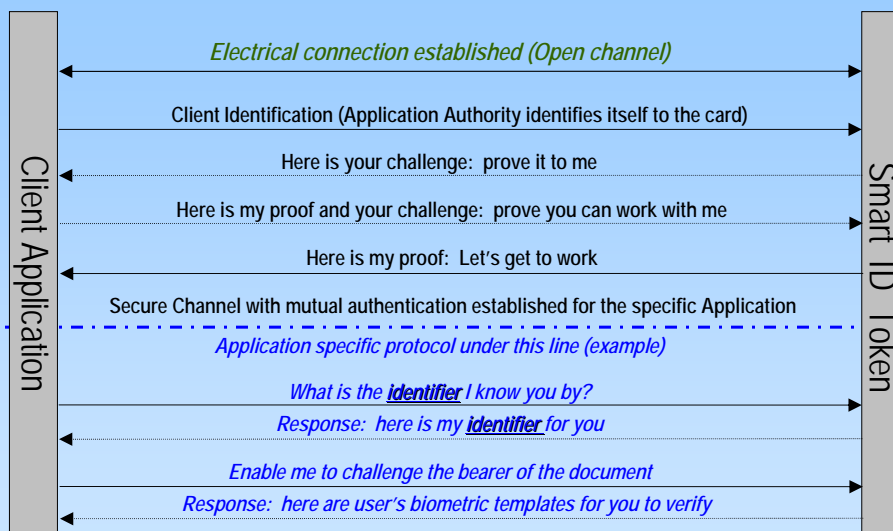 Electrical connection established (Open channel)
Client Identification (Application Authority identifies itself to the card)
Here is your challenge: prove it to me
Here is my proof and your challenge: prove you can work with me
Here is my proof: Let's get to work
Secure Channel with mutual authentication established for the specific Application
Application specific protocol under this line (example)
What is the identifier I know you by?
Response: here is my identifier for you
Enable me to challenge the bearer of the document
Response: here are user's biometric templates for you to verify
Client Application
Smart ID Token